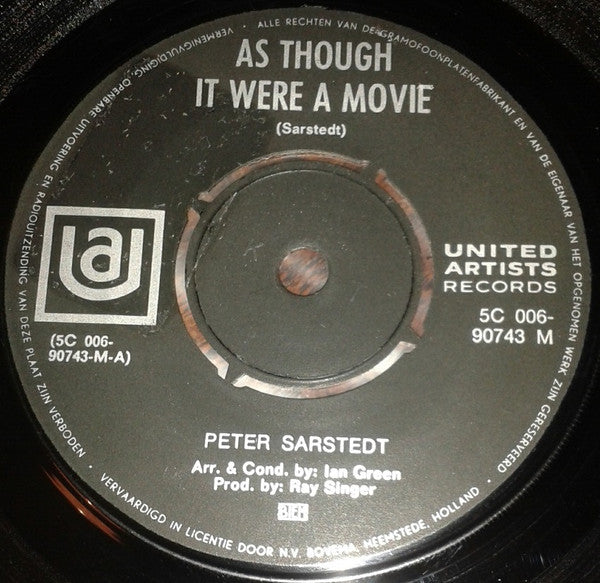 AS THOUGH
IT WERE A MOVIE
(Sarstedt)
ua
UNITED
ARTISTS
RECORDS
5C 006-
90743 M
(5C 006-
90743-M-A)
PETER SARSTEDT
Arr. & Cond. by: Ian Green
Prod. by: Ray Singer
BIEM
ALLE RECHTEN VAN DE GRAMOFOONPLATENFABRIKANT EN VAN DE EIGENAAR VAN HET OPGENOMEN WERK ZIJN GERESERVEERD • VERMENIGVULDIGING, OPENBARE UITVOERING EN RADIOUITZENDING VAN DEZE PLAAT ZIJN VERBODEN •
VERVAARDIGD IN LICENTIE DOOR N.V. BOVEMA, HEEMSTEDE, HOLLAND •